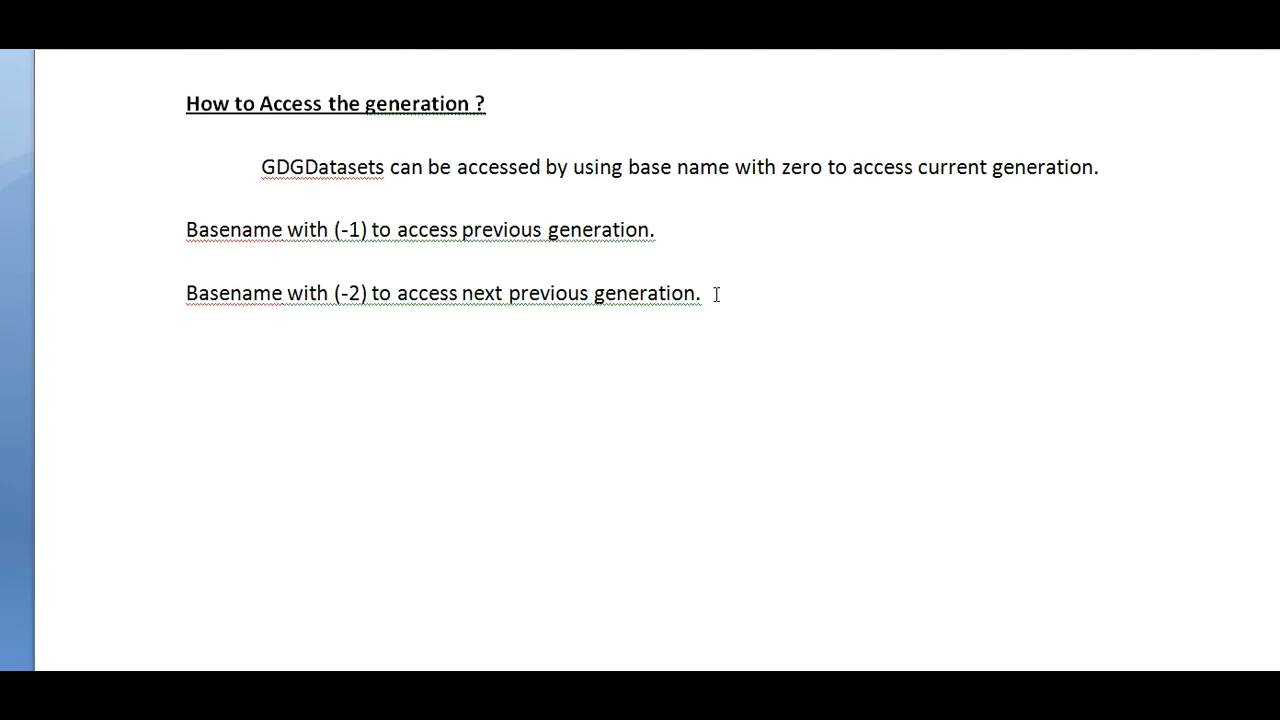 How to Access the generation ?
GDGDatasets can be accessed by using base name with zero to access current generation.
Basename with (-1) to access previous generation.
Basename with (-2) to access next previous generation.